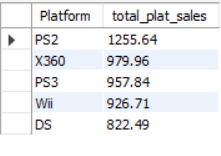 Platform total_plat_sales
PS2 1255.64
X360 979.96
PS3 957.84
Wii 926.71
DS 822.49